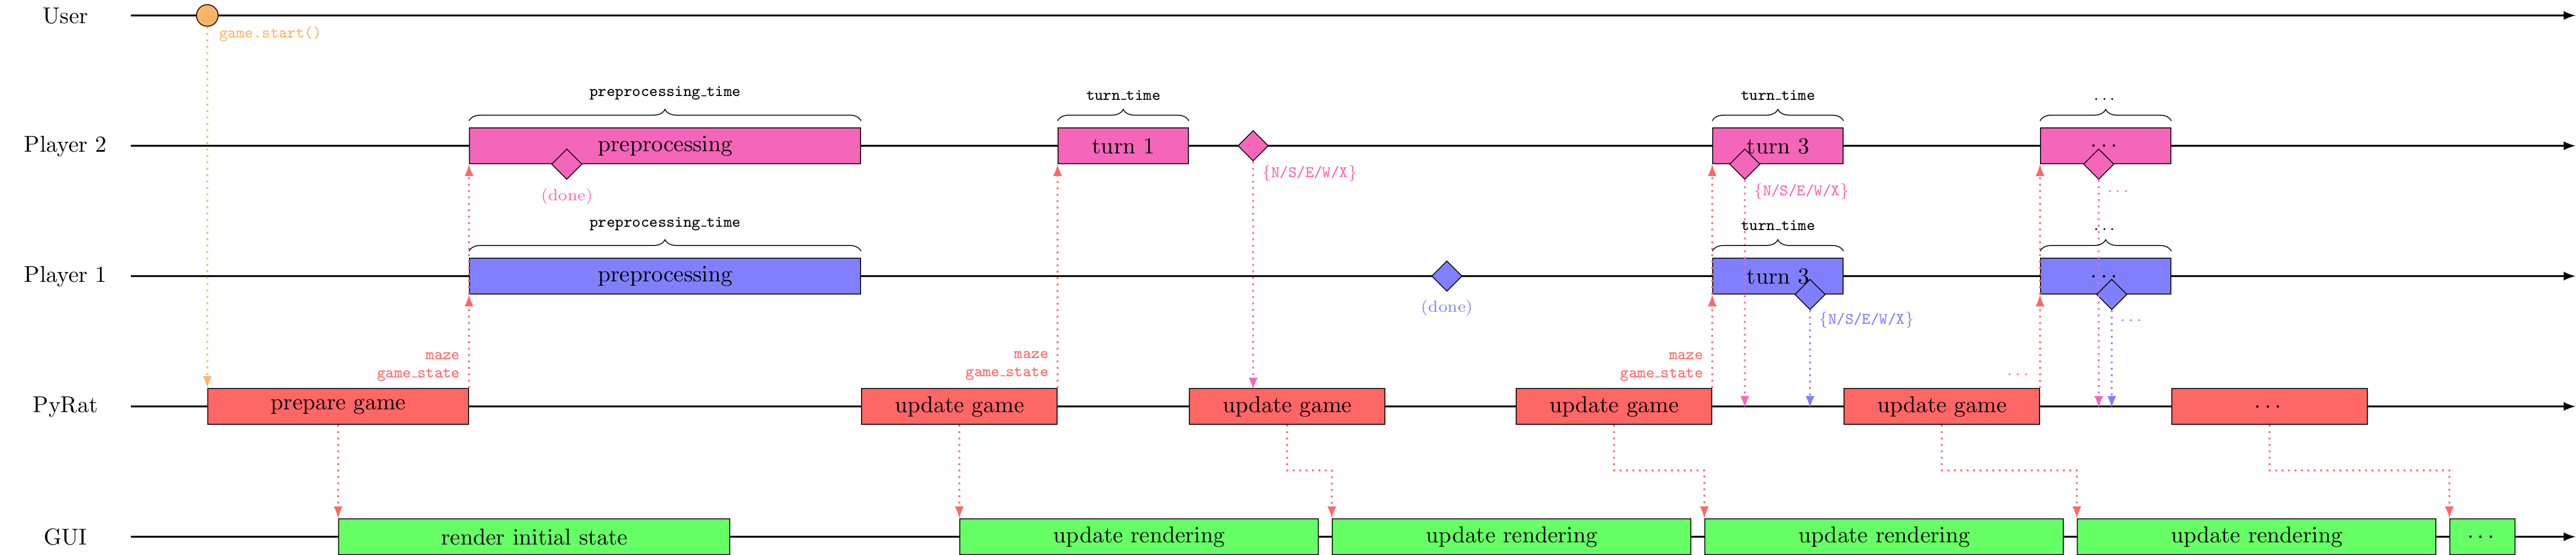 User
game.start()
preprocessing_time
turn_time
turn_time
...
Player 2
preprocessing
turn 1
turn 3
...
(done)
{N/S/E/W/X}
{N/S/E/W/X}
...
preprocessing_time
turn_time
...
Player 1
preprocessing
turn 3
...
(done)
{N/S/E/W/X}
...
maze
game_state
maze
game_state
maze
game_state
...
PyRat
prepare game
update game
update game
update game
update game
...
GUI
render initial state
update rendering
update rendering
update rendering
update rendering
...